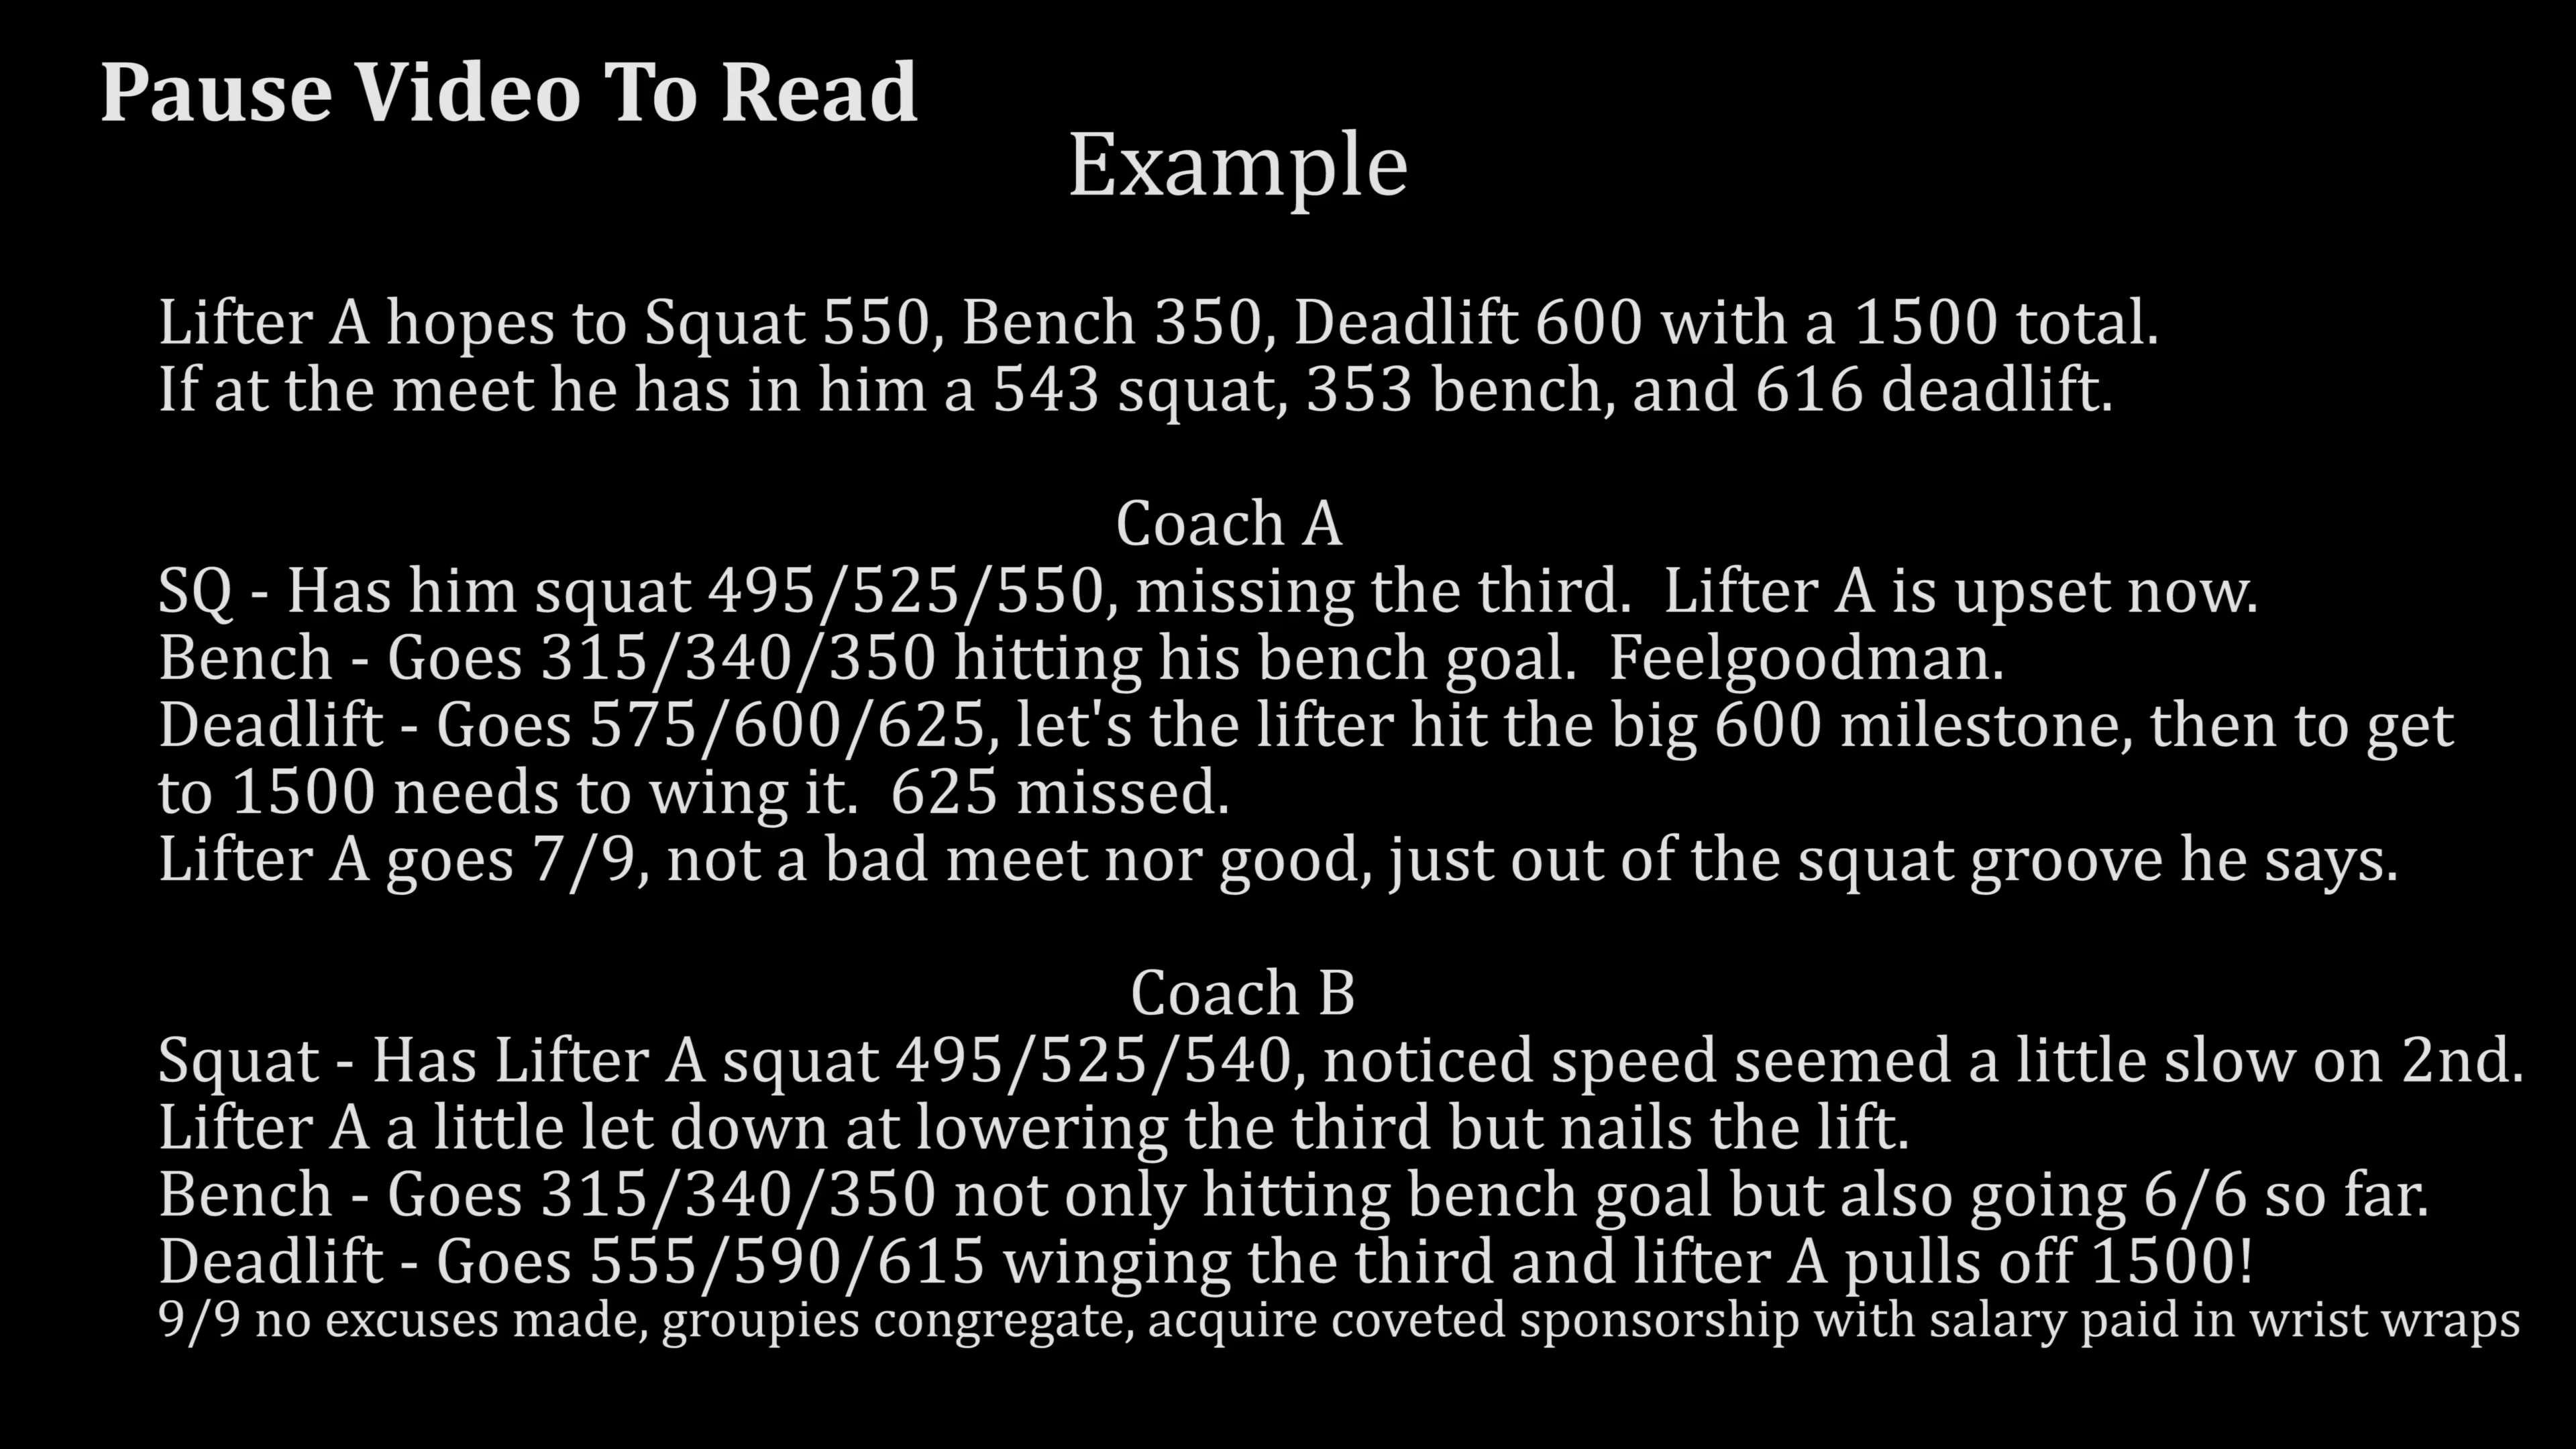 Pause Video To Read
Example
Lifter A hopes to Squat 550, Bench 350, Deadlift 600 with a 1500 total.
If at the meet he has in him a 543 squat, 353 bench, and 616 deadlift.
Coach A
SQ - Has him squat 495/525/550, missing the third.  Lifter A is upset now.
Bench - Goes 315/340/350 hitting his bench goal.  Feelgoodman.
Deadlift - Goes 575/600/625, let's the lifter hit the big 600 milestone, then to get
to 1500 needs to wing it.  625 missed.
Lifter A goes 7/9, not a bad meet nor good, just out of the squat groove he says.
Coach B
Squat - Has Lifter A squat 495/525/540, noticed speed seemed a little slow on 2nd.
Lifter A a little let down at lowering the third but nails the lift.
Bench - Goes 315/340/350 not only hitting bench goal but also going 6/6 so far.
Deadlift - Goes 555/590/615 winging the third and lifter A pulls off 1500!
9/9 no excuses made, groupies congregate, acquire coveted sponsorship with salary paid in wrist wraps